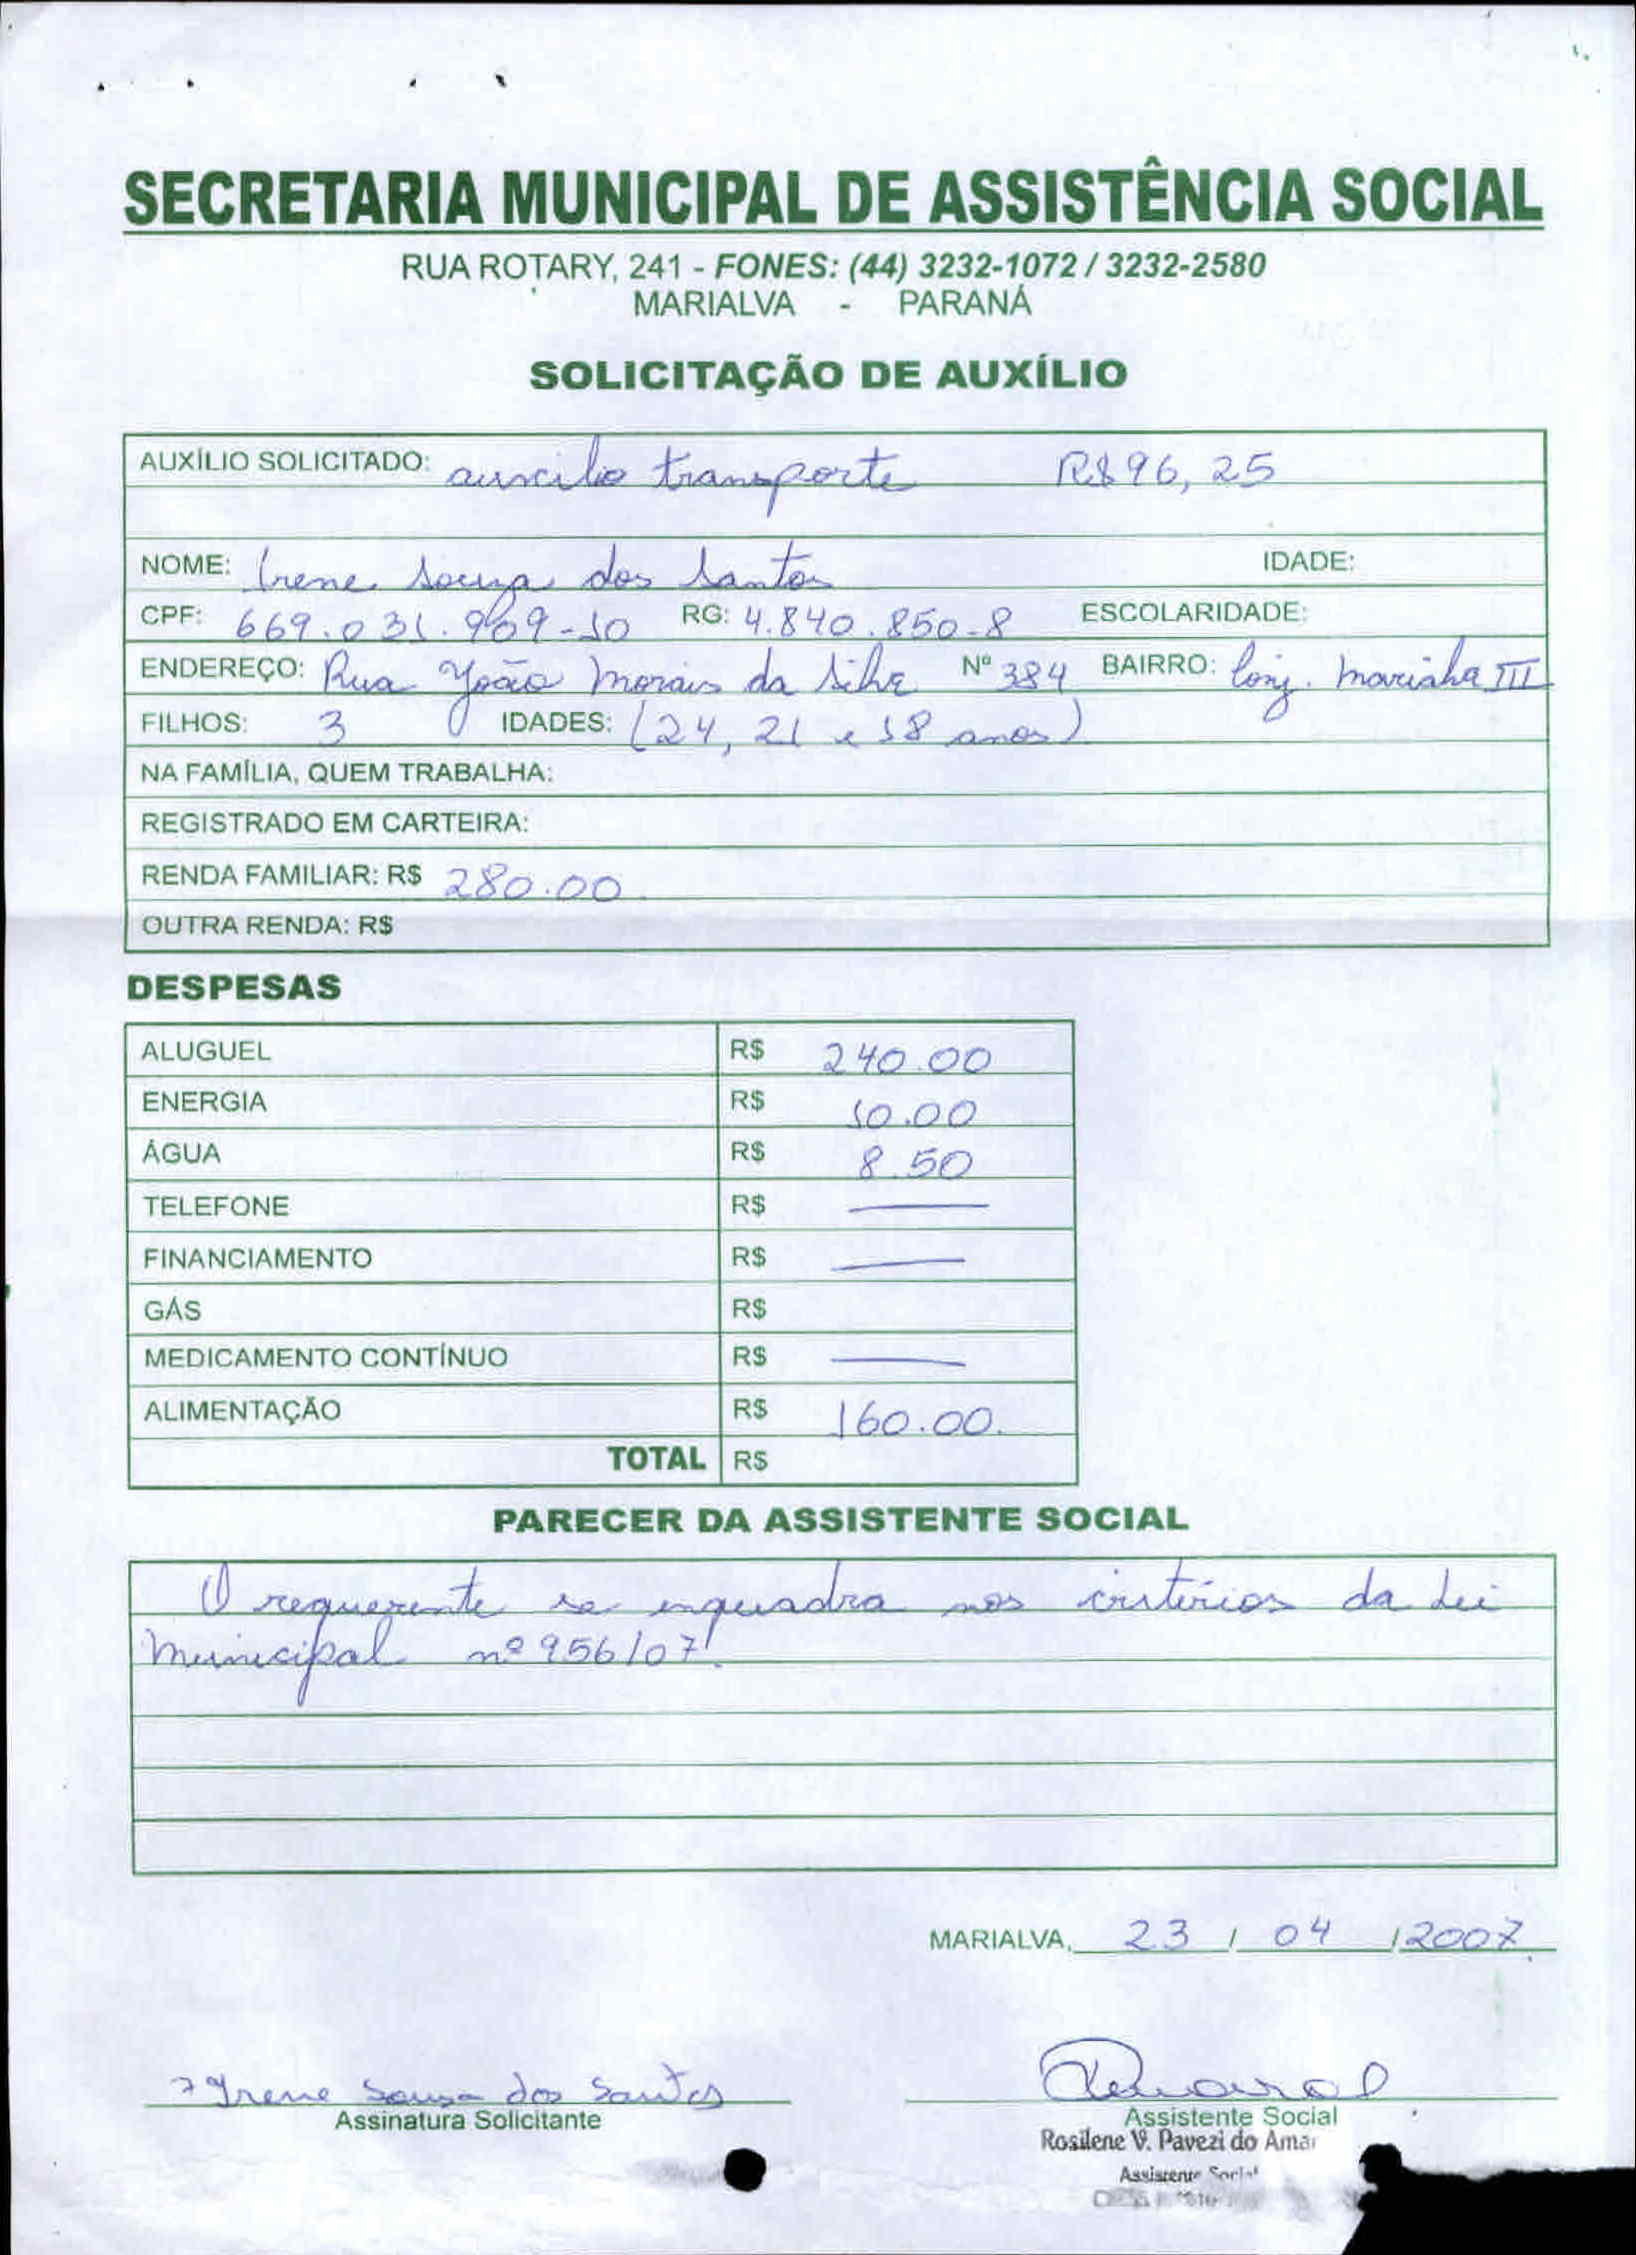 SECRETARIA MUNICIPAL DE ASSISTÊNCIA SOCIAL
RUA ROTARY, 241 - FONES: (44) 3232-1072 / 3232-2580
MARIALVA - PARANÁ
SOLICITAÇÃO DE AUXÍLIO
AUXÍLIO SOLICITADO: auxcilio transporte R$ 96,25
NOME: Irene Souza dos Santos IDADE:
CPF: 669.031.909-10 RG: 4.840.850-8 ESCOLARIDADE:
ENDEREÇO: Rua João Morais da Silva Nº 384 BAIRRO: Conj. Marinha III
FILHOS: 3 IDADES: (24, 21 e 18 anos)
NA FAMÍLIA, QUEM TRABALHA:
REGISTRADO EM CARTEIRA:
RENDA FAMILIAR: R$ 280.00
OUTRA RENDA: R$
DESPESAS
ALUGUEL R$ 240.00
ENERGIA R$ 10.00
ÁGUA R$ 8.50
TELEFONE R$ —
FINANCIAMENTO R$ —
GÁS R$
MEDICAMENTO CONTÍNUO R$ —
ALIMENTAÇÃO R$ 160.00.
TOTAL R$
PARECER DA ASSISTENTE SOCIAL
O requerente se enquadra nos critérios da Lei
Municipal nº 956/07.
MARIALVA, 23 / 04 / 2007
Irene Souza dos Santos
Assinatura Solicitante
Assistente Social
Rosilene V. Pavezi do Amar
Assistente Social